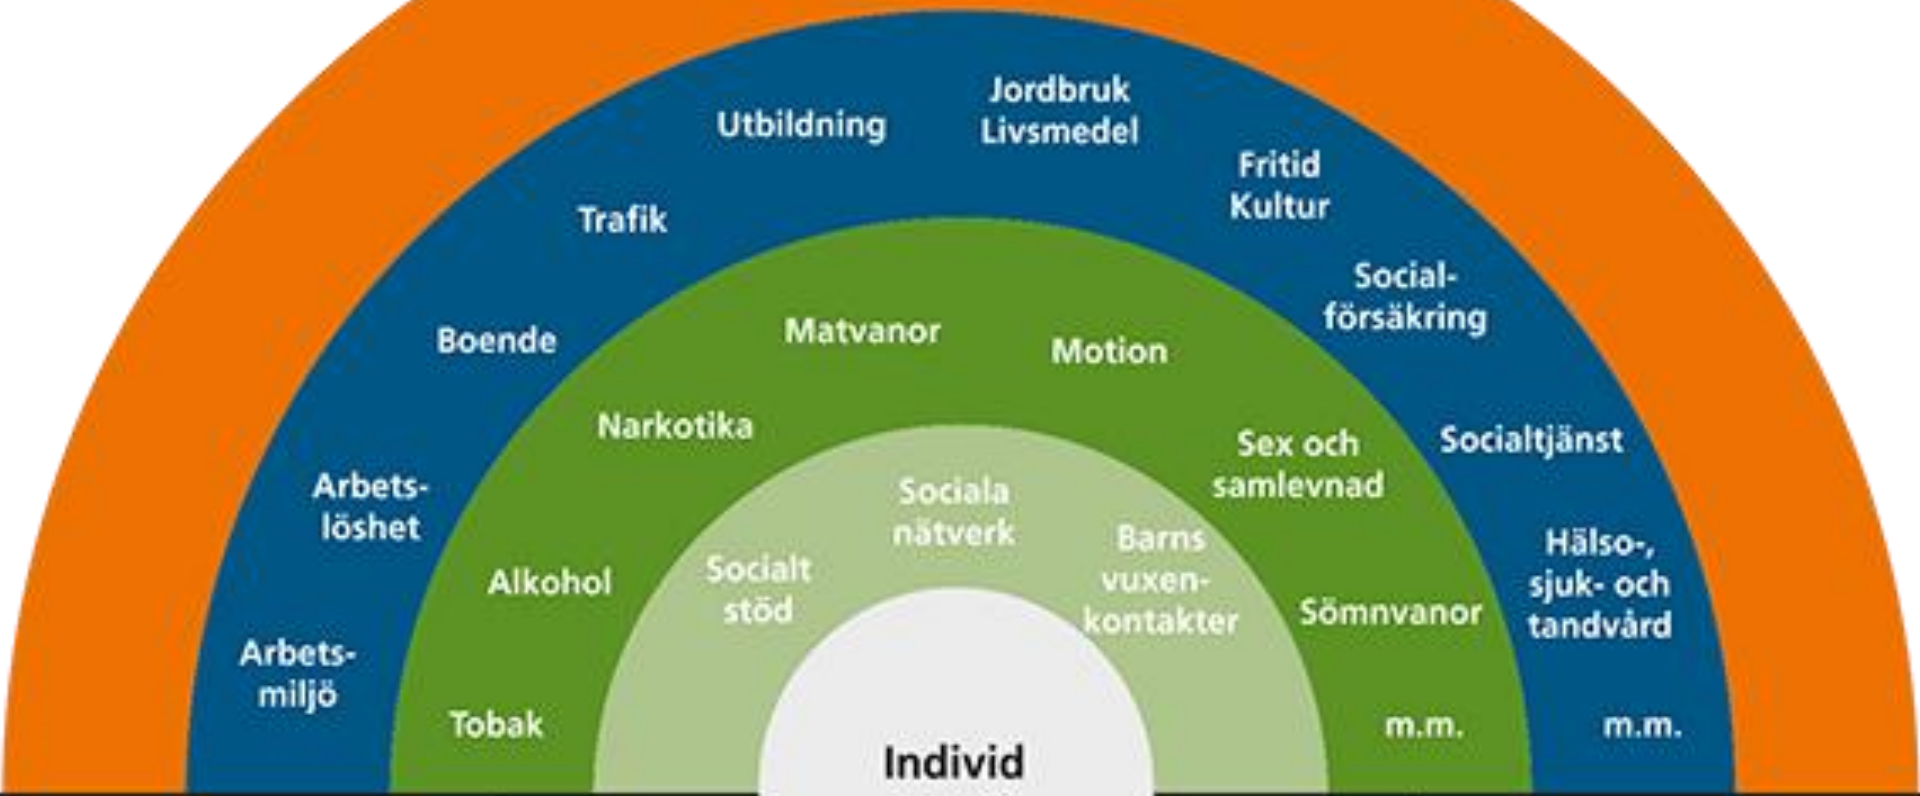 Jordbruk
Livsmedel
Utbildning
Fritid
Kultur
Trafik
Social-
försäkring
Boende
Socialtjänst
Arbets-
löshet
Hälso-,
sjuk- och
tandvård
Arbets-
miljö
m.m.
Matvanor
Motion
Narkotika
Sex och
samlevnad
Alkohol
Sömnvanor
Tobak
m.m.
Sociala
nätverk
Socialt
stöd
Barns
vuxen-
kontakter
Individ